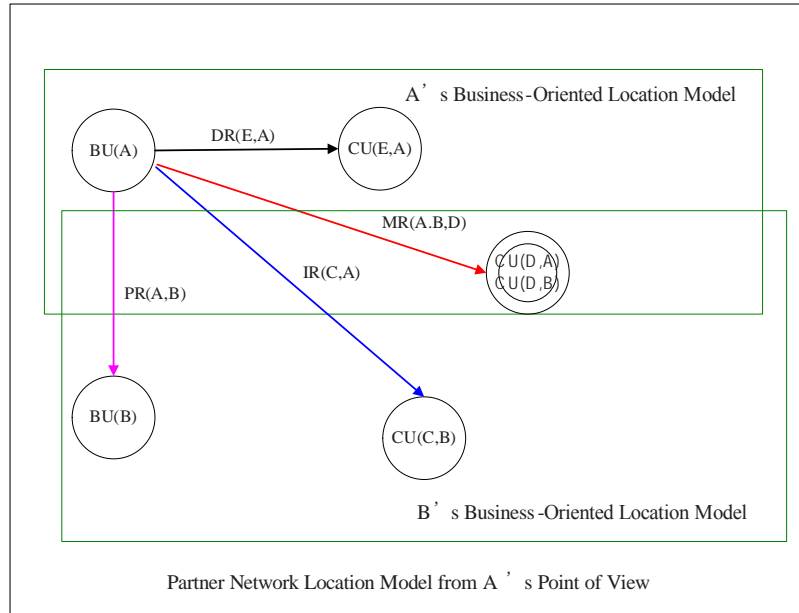 A’s Business-Oriented Location Model
BU(A)
DR(E,A)
CU(E,A)
MR(A.B,D)
CU(D,A)
CU(D,B)
IR(C,A)
PR(A,B)
BU(B)
CU(C,B)
B’s Business-Oriented Location Model
Partner Network Location Model from A’s Point of View